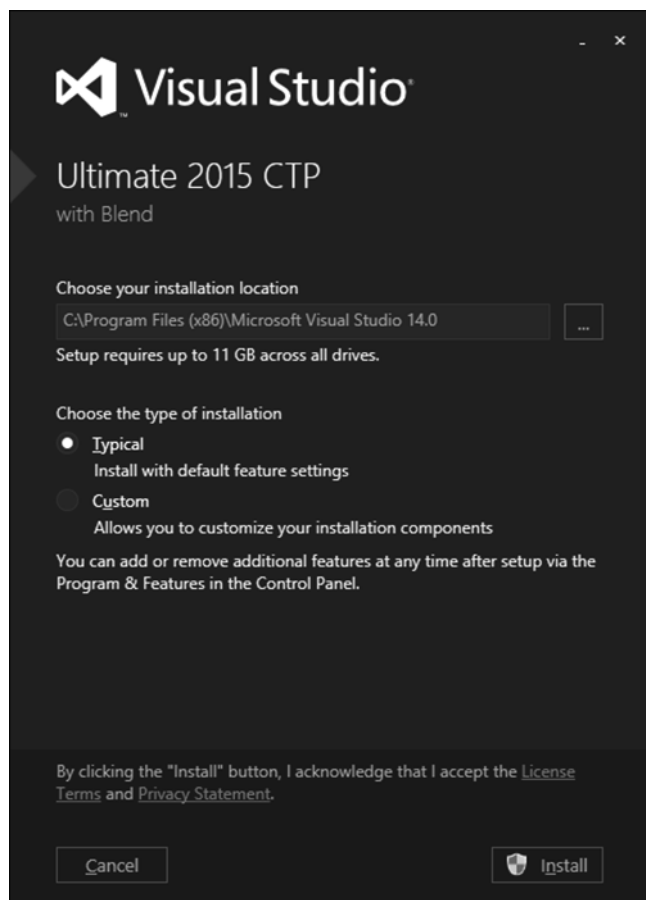 Visual Studio
Ultimate 2015 CTP
with Blend
Choose your installation location
C:\Program Files (x86)\Microsoft Visual Studio 14.0
...
Setup requires up to 11 GB across all drives.
Choose the type of installation
Typical
Install with default feature settings
Custom
Allows you to customize your installation components
You can add or remove additional features at any time after setup via the
Program & Features in the Control Panel.
By clicking the "Install" button, I acknowledge that I accept the License
Terms and Privacy Statement.
Cancel
Install